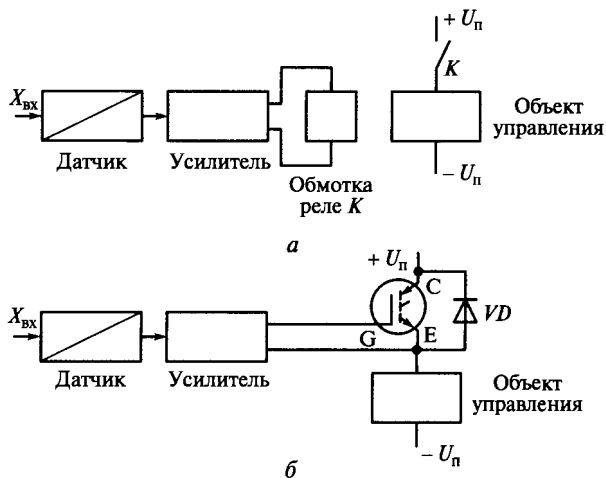 + Uп
K
Xвх
Объект
управления
Датчик
Усилитель
Обмотка
реле K
– Uп
а
+ Uп
C
VD
Xвх
G
E
Датчик
Усилитель
Объект
управления
– Uп
б